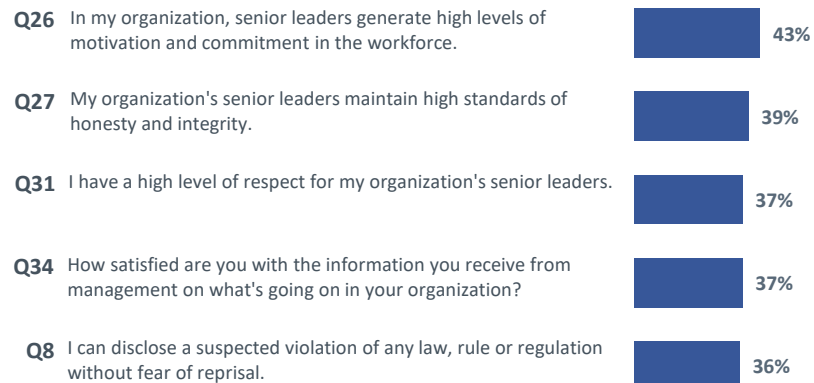 Q26 In my organization, senior leaders generate high levels of
motivation and commitment in the workforce.
43%
Q27 My organization's senior leaders maintain high standards of
honesty and integrity.
39%
Q31 I have a high level of respect for my organization's senior leaders.
37%
Q34 How satisfied are you with the information you receive from
management on what's going on in your organization?
37%
Q8 I can disclose a suspected violation of any law, rule or regulation
without fear of reprisal.
36%